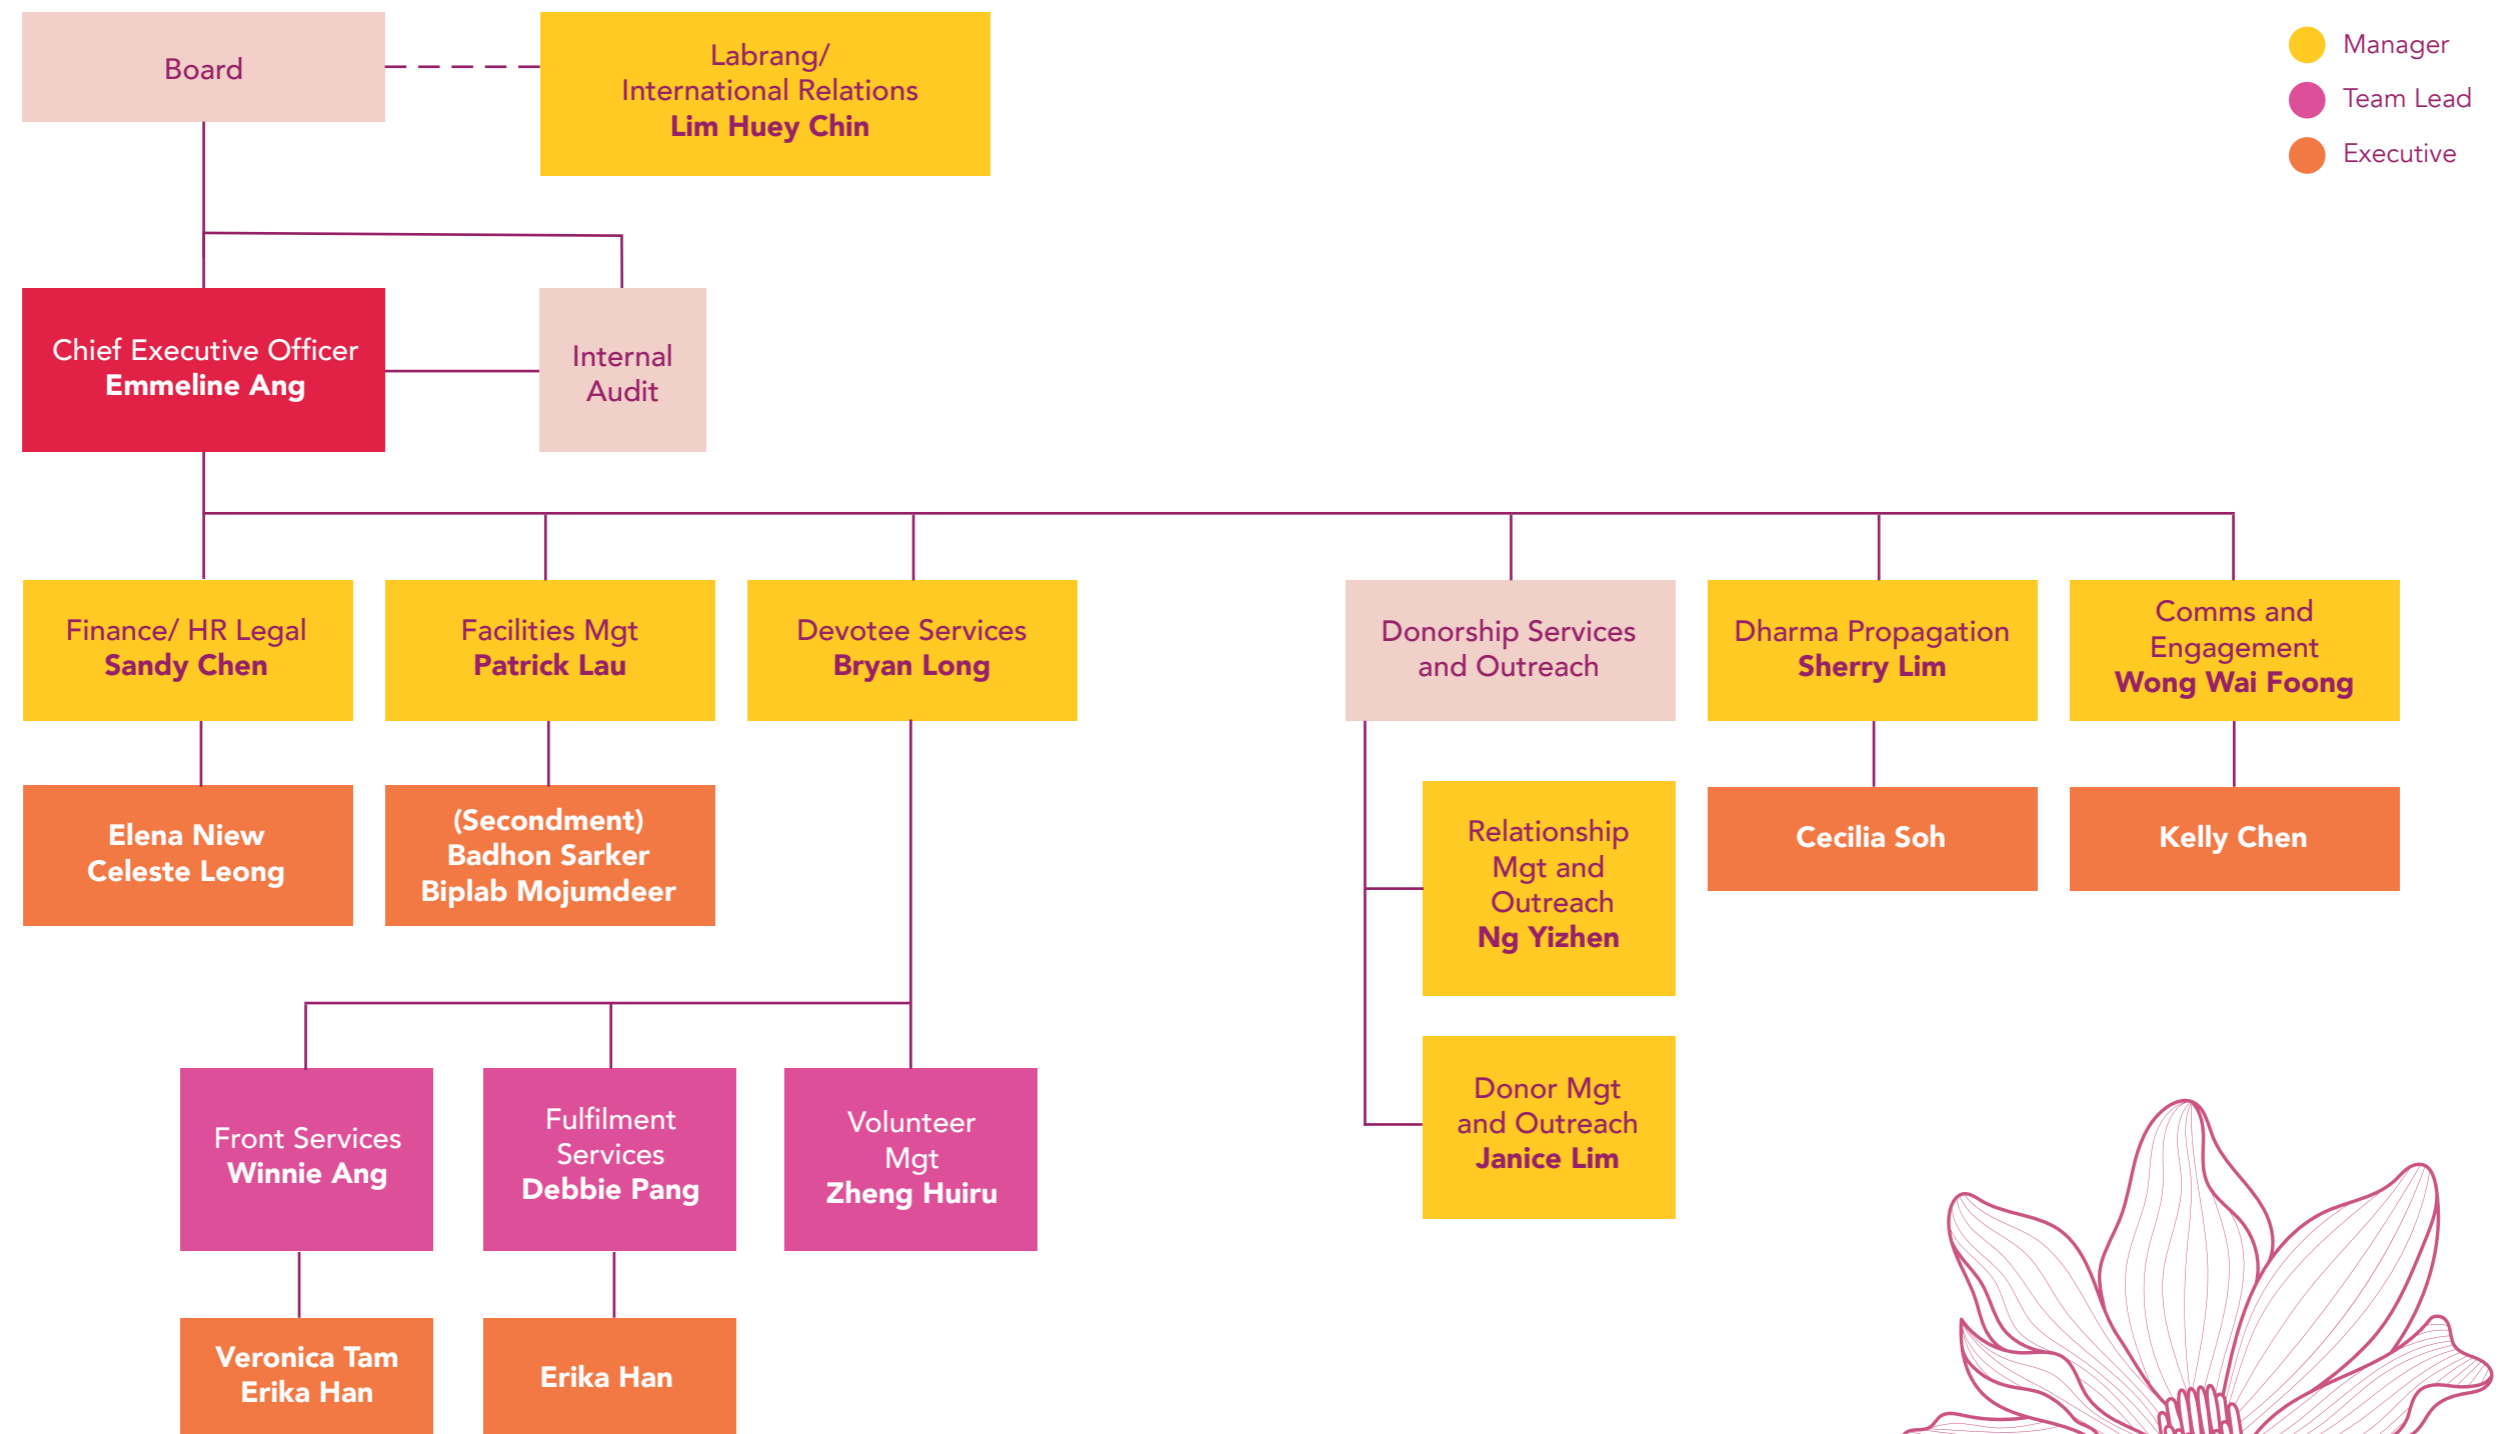 Board
Labrang/
International Relations
Lim Huey Chin
Manager
Team Lead
Executive
Chief Executive Officer
Emmeline Ang
Internal
Audit
Finance/ HR Legal
Sandy Chen
Facilities Mgt
Patrick Lau
Devotee Services
Bryan Long
Donorship Services
and Outreach
Dharma Propagation
Sherry Lim
Comms and
Engagement
Wong Wai Foong
Elena Niew
Celeste Leong
(Secondment)
Badhon Sarker
Biplab Mojumdeer
Relationship
Mgt and
Outreach
Ng Yizhen
Cecilia Soh
Kelly Chen
Donor Mgt
and Outreach
Janice Lim
Front Services
Winnie Ang
Fulfilment
Services
Debbie Pang
Volunteer
Mgt
Zheng Huiru
Veronica Tam
Erika Han
Erika Han